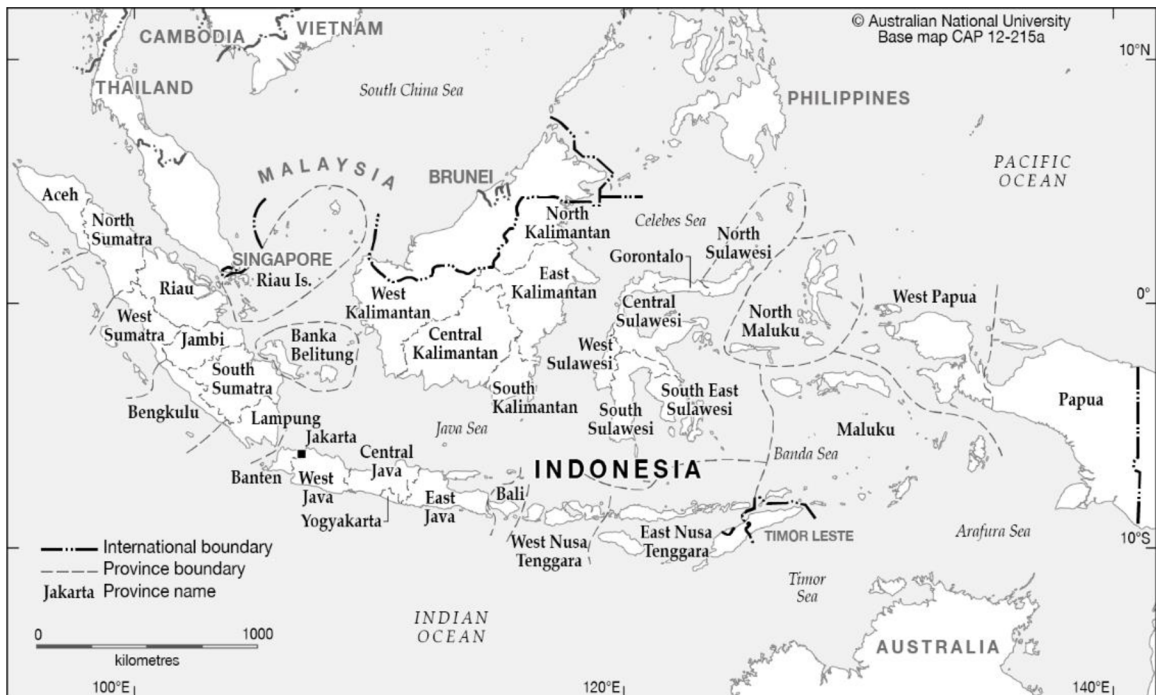 © Australian National University
Base map CAP 12-215a
CAMBODIA
VIETNAM
10°N
THAILAND
South China Sea
PHILIPPINES
PACIFIC
OCEAN
MALAYSIA
BRUNEI
Aceh
North
Sumatra
North
Kalimantan
Celebes Sea
North
Sulawesi
SINGAPORE
Riau Is.
Gorontalo
Riau
East
Kalimantan
West
Kalimantan
Central
Sulawesi
West Papua
0°
West
Sumatra
North
Maluku
Jambi
Banka
Belitung
Central
Kalimantan
West
Sulawesi
South
Sumatra
South
Kalimantan
South East
Sulawesi
Papua
Bengkulu
Lampung
South
Sulawesi
Maluku
Java Sea
Jakarta
Central
Java
Banda Sea
INDONESIA
Banten
West
Java
Bali
Yogyakarta
East
Java
West Nusa
Tenggara
East Nusa
Tenggara
TIMOR LESTE
Arafura Sea
10°S
International boundary
Province boundary
Jakarta Province name
Timor
Sea
INDIAN
OCEAN
AUSTRALIA
0 1000
kilometres
100°E
120°E
140°E